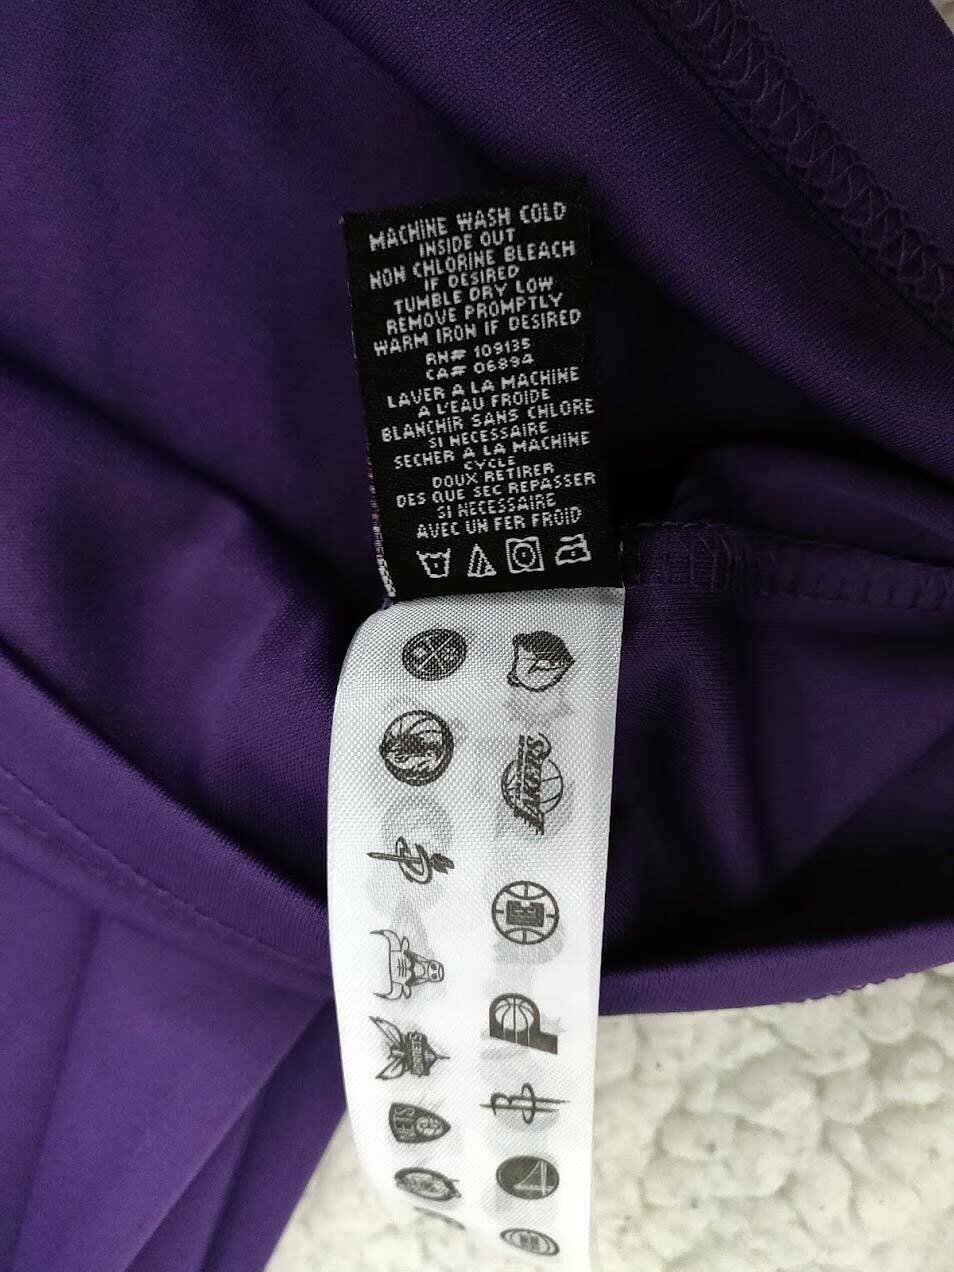 MACHINE WASH COLD
INSIDE OUT
NON CHLORINE BLEACH
IF DESIRED
TUMBLE DRY LOW
REMOVE PROMPTLY
WARM IRON IF DESIRED
RN# 109135
CA# 06894
LAVER A LA MACHINE
A L'EAU FROIDE
BLANCHIR SANS CHLORE
SI NECESSAIRE
SECHER A LA MACHINE
CYCLE
DOUX RETIRER
DES QUE SEC REPASSER
SI NECESSAIRE
AVEC UN FER FROID
LAKERS
NETS